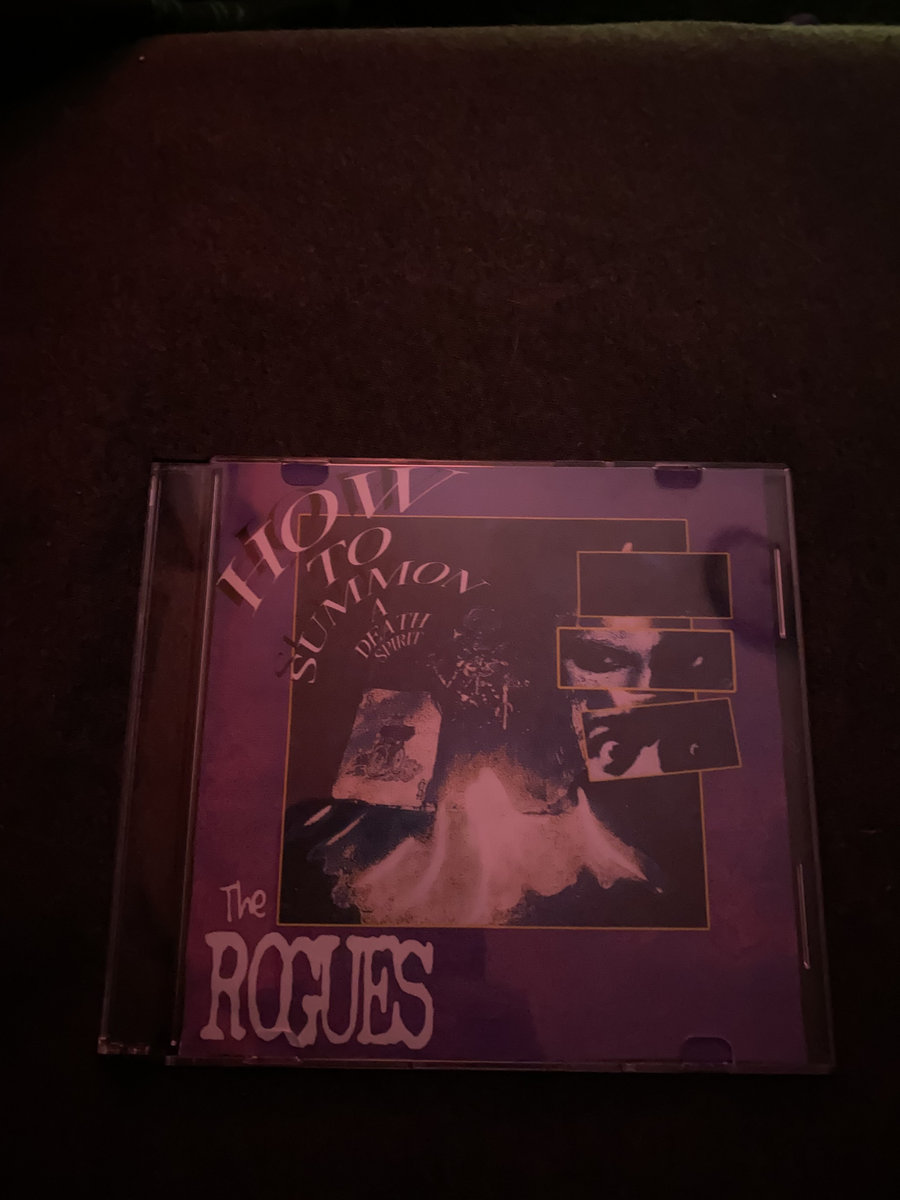 HOW
TO
SUMMON
A
DEATH
SPIRIT
The
ROGUES